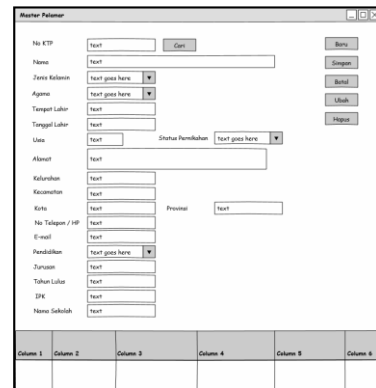 Master Pelamar
No KTP text Cari Baru
Nama text Simpan
Jenis Kelamin text goes here Batal
Agama text goes here Ubah
Tempat Lahir text
Tanggal Lahir text Hapus
Usia text Status Pernikahan text goes here
Alamat text
Kelurahan text
Kecamatan text
Kota text Provinsi text
No Telepon / HP text
E-mail text
Pendidikan text goes here
Jurusan text
Tahun Lulus text
IPK text
Nama Sekolah text
Column 1 Column 2 Column 3 Column 4 Column 5 Column 6